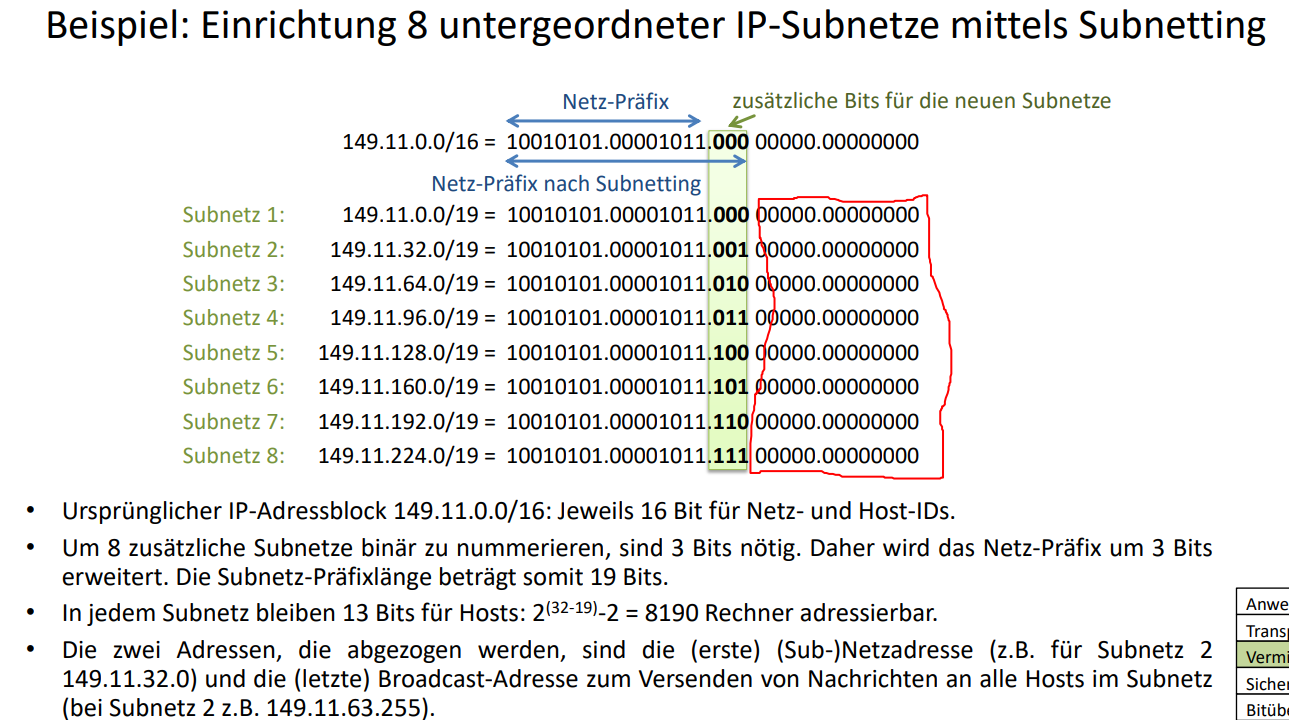 Beispiel: Einrichtung 8 untergeordneter IP-Subnetze mittels Subnetting
Netz-Präfix
zusätzliche Bits für die neuen Subnetze
149.11.0.0/16 = 10010101.00001011.000 00000.00000000
Netz-Präfix nach Subnetting
Subnetz 1: 149.11.0.0/19 = 10010101.00001011.000 00000.00000000
Subnetz 2: 149.11.32.0/19 = 10010101.00001011.001 00000.00000000
Subnetz 3: 149.11.64.0/19 = 10010101.00001011.010 00000.00000000
Subnetz 4: 149.11.96.0/19 = 10010101.00001011.011 00000.00000000
Subnetz 5: 149.11.128.0/19 = 10010101.00001011.100 00000.00000000
Subnetz 6: 149.11.160.0/19 = 10010101.00001011.101 00000.00000000
Subnetz 7: 149.11.192.0/19 = 10010101.00001011.110 00000.00000000
Subnetz 8: 149.11.224.0/19 = 10010101.00001011.111 00000.00000000
• Ursprünglicher IP-Adressblock 149.11.0.0/16: Jeweils 16 Bit für Netz- und Host-IDs.
• Um 8 zusätzliche Subnetze binär zu nummerieren, sind 3 Bits nötig. Daher wird das Netz-Präfix um 3 Bits
erweitert. Die Subnetz-Präfixlänge beträgt somit 19 Bits.
• In jedem Subnetz bleiben 13 Bits für Hosts: 2^(32-19)-2 = 8190 Rechner adressierbar.
• Die zwei Adressen, die abgezogen werden, sind die (erste) (Sub-)Netzadresse (z.B. für Subnetz 2
149.11.32.0) und die (letzte) Broadcast-Adresse zum Versenden von Nachrichten an alle Hosts im Subnetz
(bei Subnetz 2 z.B. 149.11.63.255).
Anwe
Transp
Vermi
Sicher
Bitübe